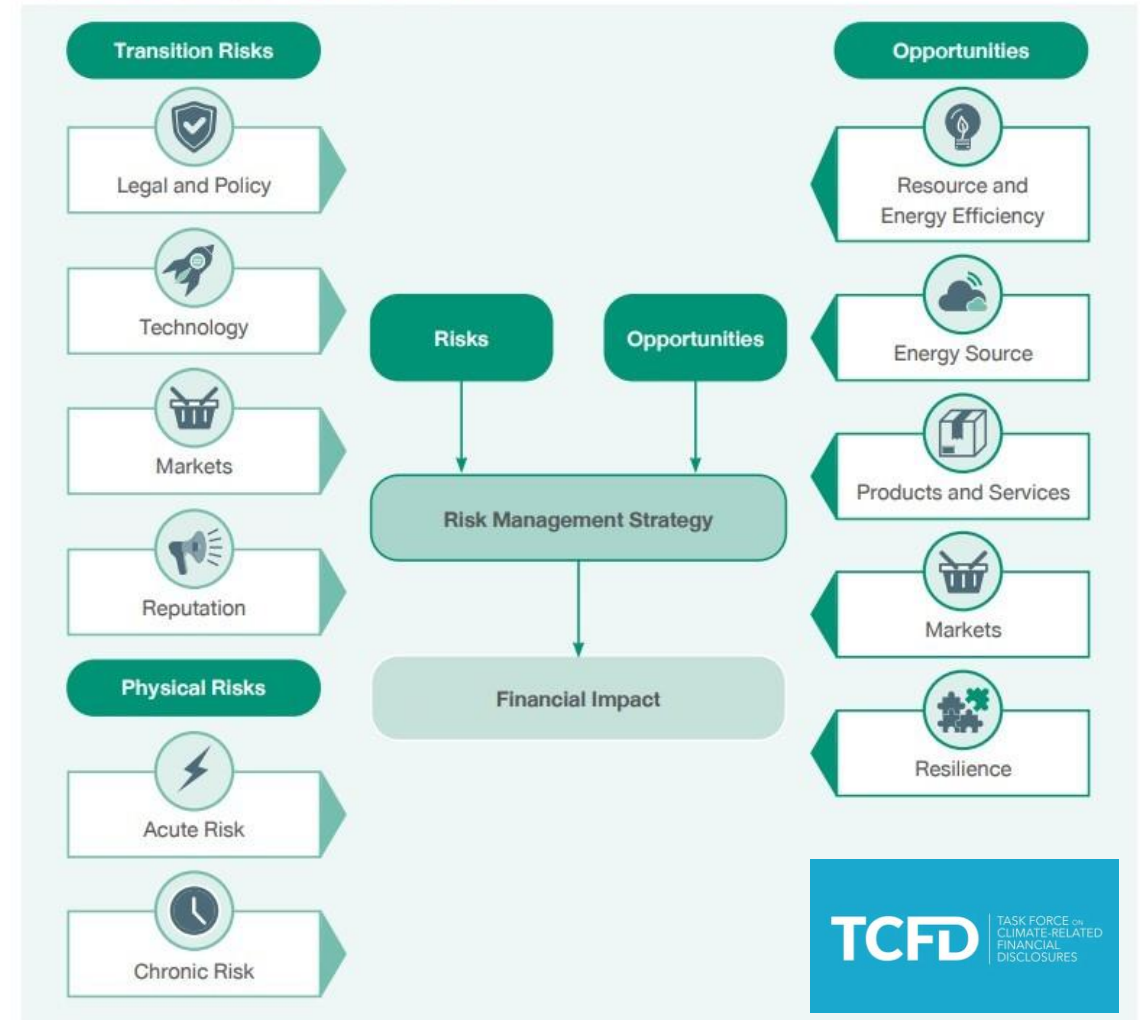 Transition Risks
Legal and Policy
Technology
Markets
Reputation
Physical Risks
Acute Risk
Chronic Risk
Risks
Opportunities
Risk Management Strategy
Financial Impact
Opportunities
Resource and
Energy Efficiency
Energy Source
Products and Services
Markets
Resilience
TCFD
TASK FORCE ON
CLIMATE-RELATED
FINANCIAL
DISCLOSURES